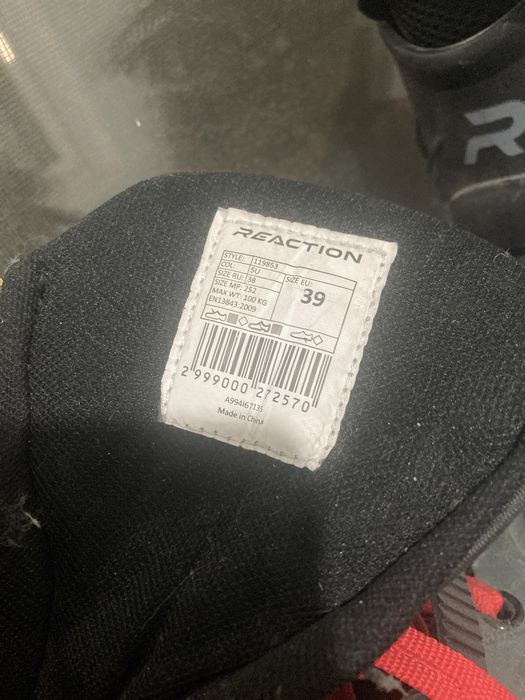 R
REACTION
STYLE: 119853
COL: 5U
SIZE RU: 38
SIZE MP: 252
MAX WT: 100 KG
EN13843:2009
SIZE EU:
39
2 999000 272570
A994I67135
Made in China